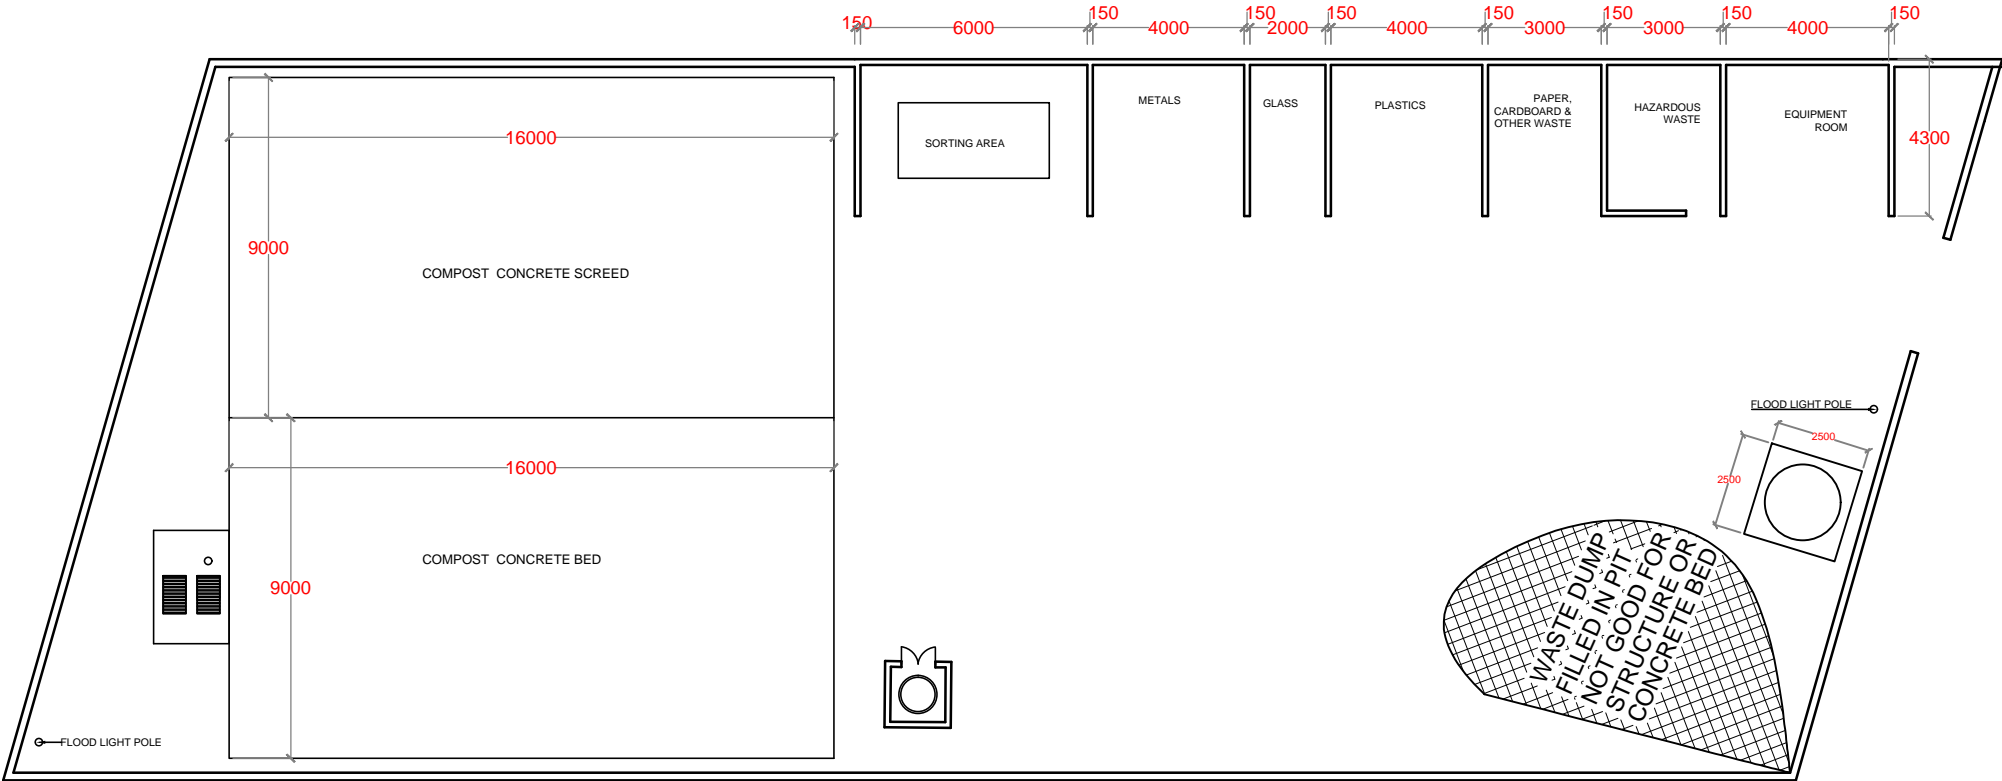 150
6000
150
4000
150
2000
150
4000
150
3000
150
3000
150
4000
150
METALS
GLASS
PLASTICS
PAPER,
CARDBOARD &
OTHER WASTE
HAZARDOUS
WASTE
EQUIPMENT
ROOM
SORTING AREA
4300
16000
9000
COMPOST CONCRETE SCREED
16000
COMPOST CONCRETE BED
9000
FLOOD LIGHT POLE
2500
2500
WASTE DUMP
FILLED IN PIT
NOT GOOD FOR
STRUCTURE OR
CONCRETE BED
FLOOD LIGHT POLE